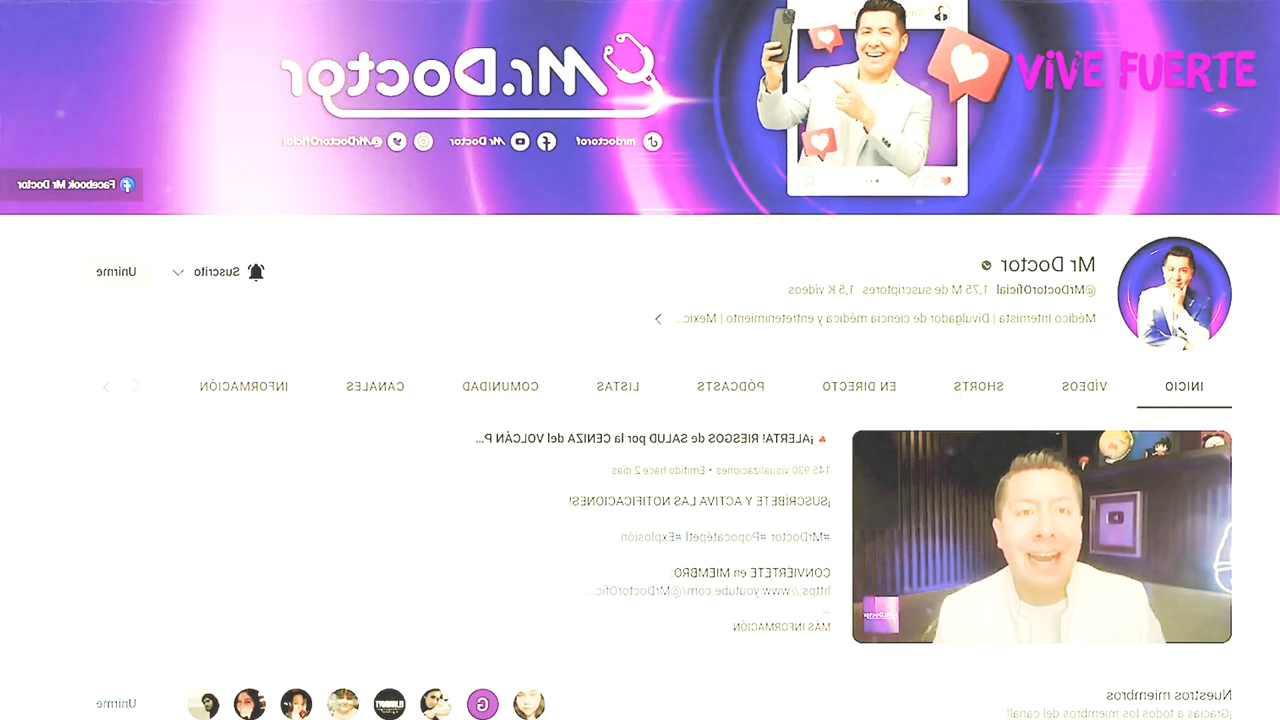 VIVE FUERTE
Mr.Doctor
mrdoctorof Mr Doctor @MrDoctorOficial
Facebook Mr Doctor
Mr Doctor
@MrDoctorOficial 1,75 M de suscriptores 1,5 K vídeos
Médico Internista | Divulgador de ciencia médica y entretenimiento | Mexic...
Suscrito
Unirme
INICIO VÍDEOS SHORTS EN DIRECTO PÓDCASTS LISTAS COMUNIDAD CANALES INFORMACIÓN
¡ALERTA! RIESGOS de SALUD por la CENIZA del VOLCÁN P...
145 930 visualizaciones • Emitido hace 2 días
¡SUSCRÍBETE Y ACTIVA LAS NOTIFICACIONES!
#MrDoctor #Popocatépetl #Explosión
CONVIÉRTETE en MIEMBRO:
https://www.youtube.com/@MrDoctorOfic...
...
MÁS INFORMACIÓN
Mr.Doctor
Nuestros miembros
¡Gracias a todos los miembros del canal!
G
Unirme